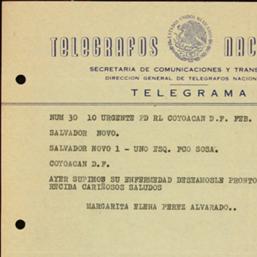 TELEGRAFOS NAC
SECRETARIA DE COMUNICACIONES Y TRANS
DIRECCION GENERAL DE TELEGRAFOS NACION
TELEGRAMA
NUM 30 10 URGENTE PD RL COYOACAN D.F. FEB.
SALVADOR NOVO.
SALVADOR NOVO 1 - UNO ESQ. PCO SOSA.
COYOACAN D.F.
AYER SUPIMOS SU ENFERMEDAD DESEAMOSLE PRONTO
RECIBA CARIÑOSOS SALUDOS
MARGARITA ELENA PEREZ ALVARADO..